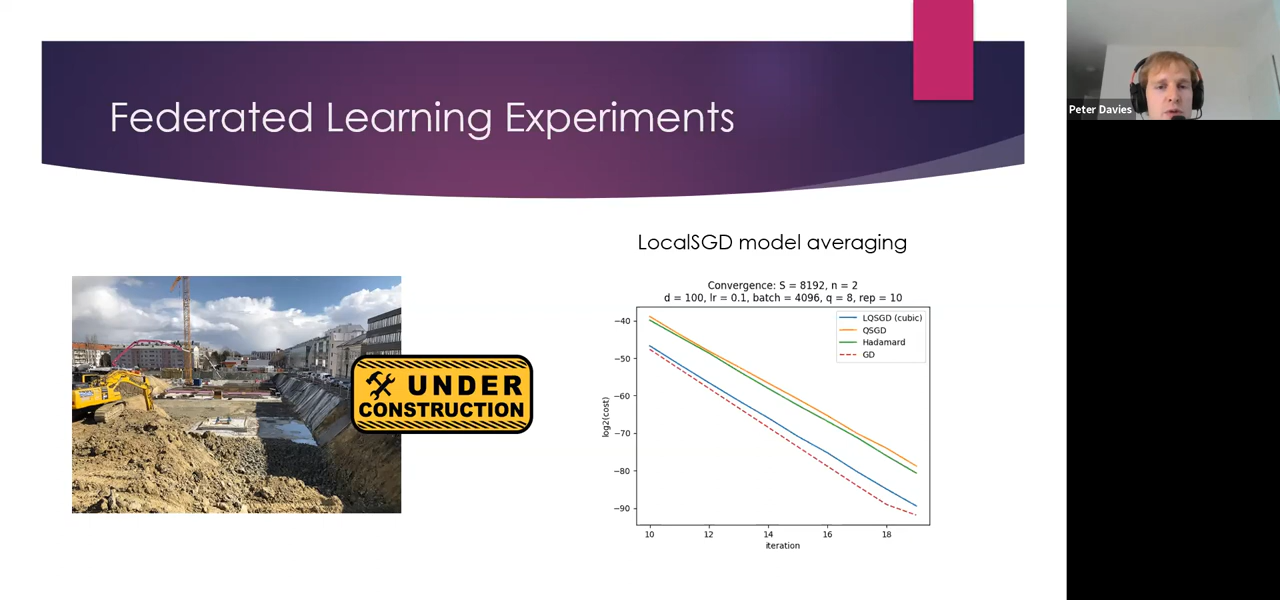 Federated Learning Experiments
Peter Davies
LocalSGD model averaging
UNDER
CONSTRUCTION
Convergence: S = 8192, n = 2
d = 100, lr = 0.1, batch = 4096, q = 8, rep = 10
LQSGD (cubic)
QSGD
Hadamard
GD
log2(cost)
−40
−50
−60
−70
−80
−90
10
12
14
16
18
iteration